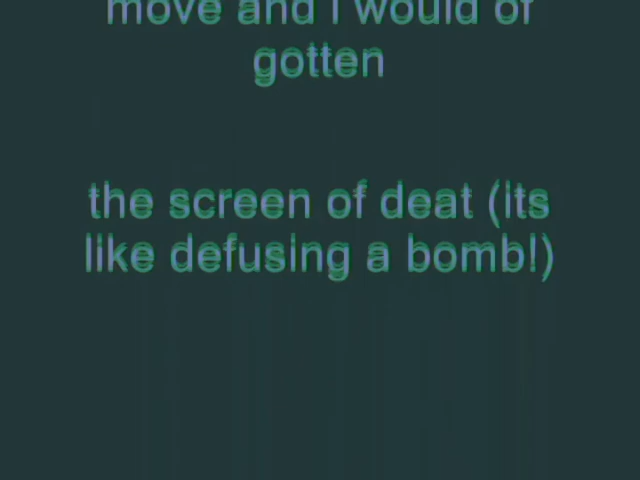 move and I would of
gotten
the screen of deat (its
like defusing a bomb!)